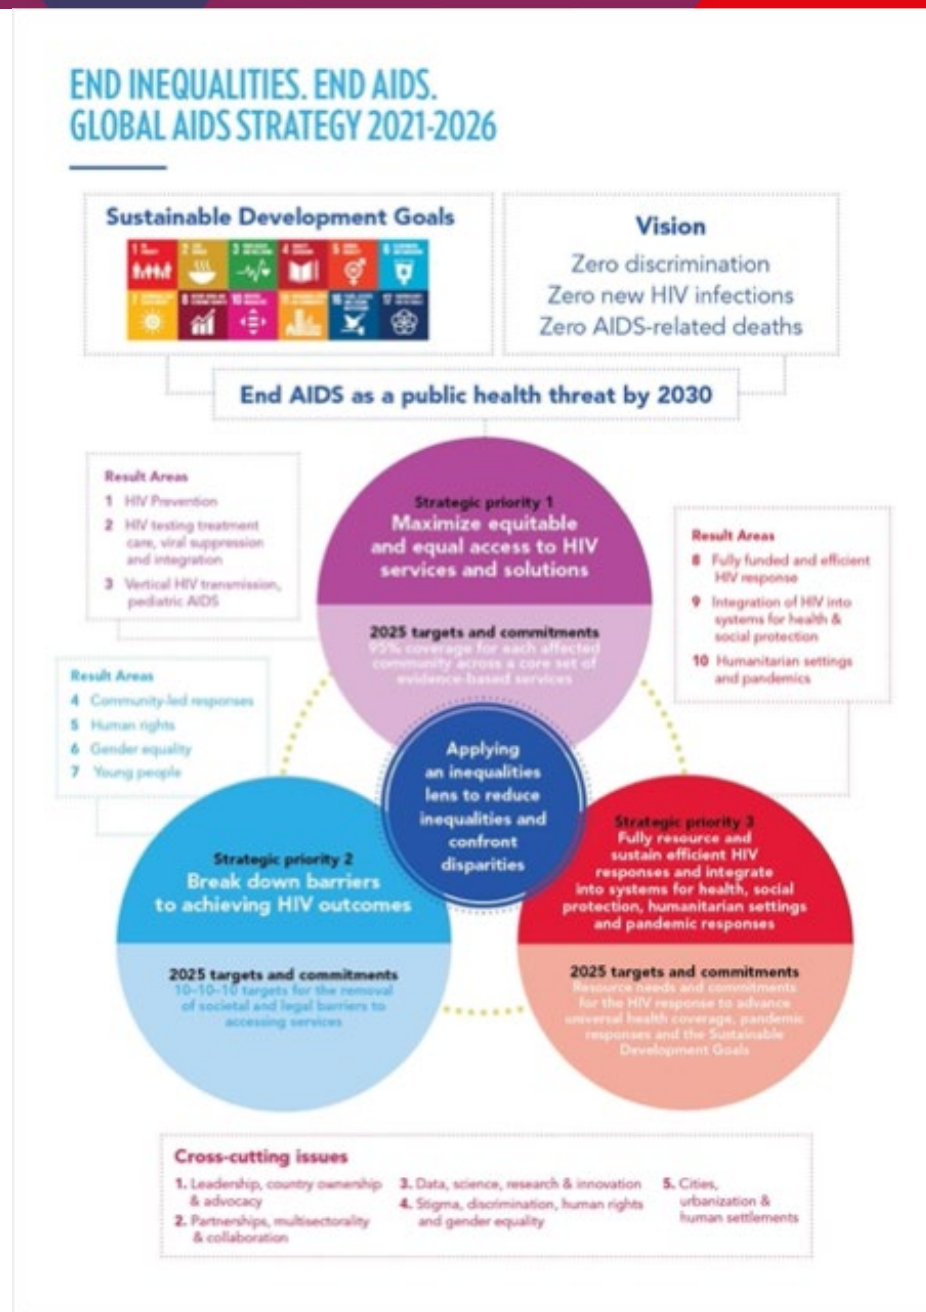 END INEQUALITIES. END AIDS.
GLOBAL AIDS STRATEGY 2021-2026
Sustainable Development Goals
1
2
3
4
5
6
7
8
10
11
16
17
Vision
Zero discrimination
Zero new HIV infections
Zero AIDS-related deaths
End AIDS as a public health threat by 2030
Result Areas
1 HIV Prevention
2 HIV testing treatment
care, viral suppression
and integration
3 Vertical HIV transmission,
pediatric AIDS
Strategic priority 1
Maximize equitable
and equal access to HIV
services and solutions
2025 targets and commitments
95% coverage for each affected
community across a core set of
evidence-based services
Result Areas
8 Fully funded and efficient
HIV response
9 Integration of HIV into
systems for health &
social protection
10 Humanitarian settings
and pandemics
Result Areas
4 Community-led responses
5 Human rights
6 Gender equality
7 Young people
Applying
an inequalities
lens to reduce
inequalities and
confront
disparities
Strategic priority 2
Break down barriers
to achieving HIV outcomes
2025 targets and commitments
10-10-10 targets for the removal
of societal and legal barriers to
accessing services
Strategic priority 3
Fully resource and
sustain efficient HIV
responses and integrate
into systems for health, social
protection, humanitarian settings
and pandemic responses
2025 targets and commitments
Resource needs and commitments
for the HIV response to advance
universal health coverage, pandemic
responses and the Sustainable
Development Goals
Cross-cutting issues
1. Leadership, country ownership
& advocacy
2. Partnerships, multisectorality
& collaboration
3. Data, science, research & innovation
4. Stigma, discrimination, human rights
and gender equality
5. Cities,
urbanization &
human settlements